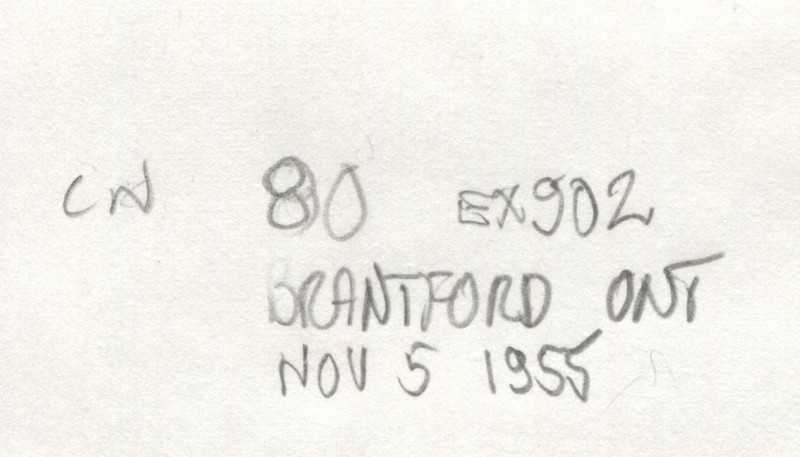 CN 80 EX902
BRANTFORD ONT
NOV 5 1955